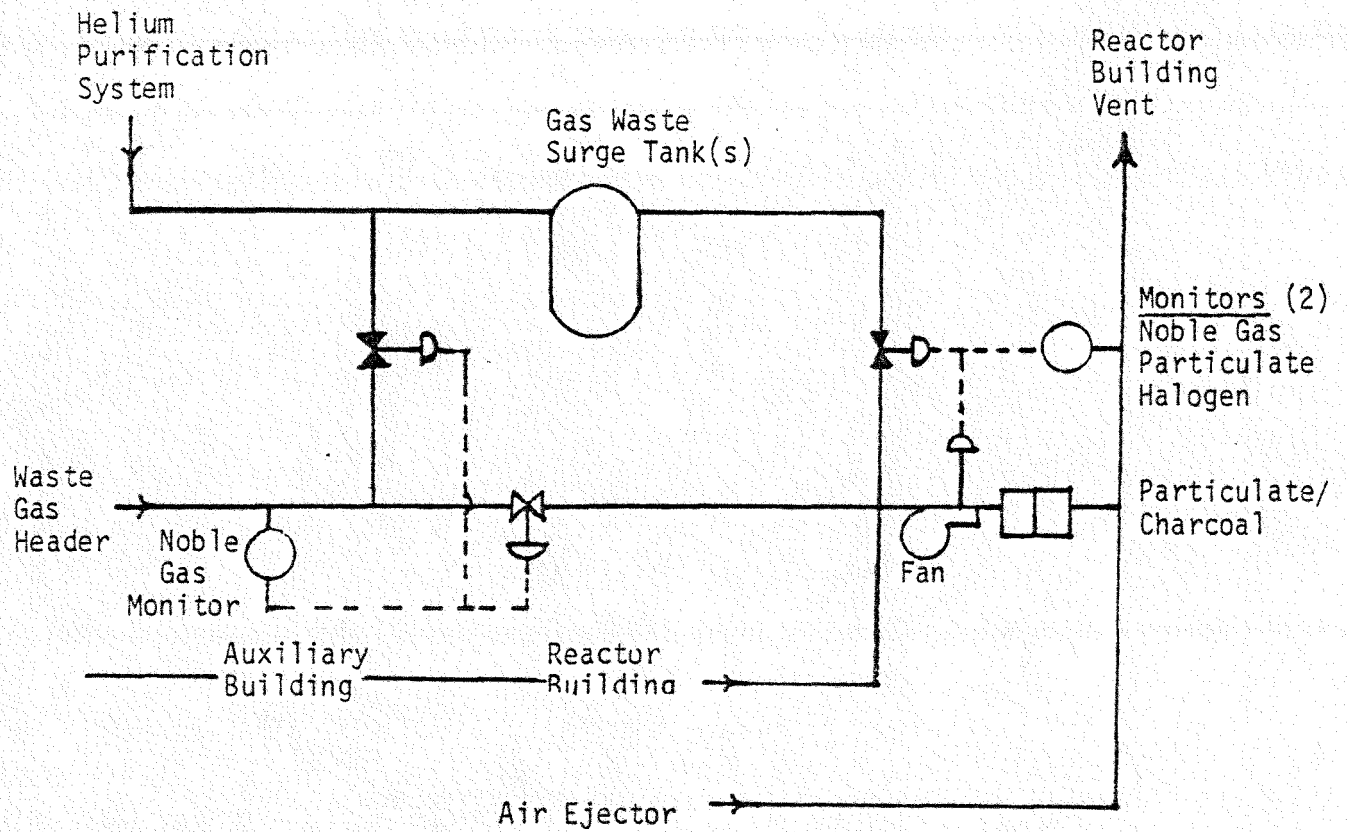 Helium
Purification
System
Reactor
Building
Vent
Gas Waste
Surge Tank(s)
Monitors (2)
Noble Gas
Particulate
Halogen
Waste
Gas
Header
Noble
Gas
Monitor
Particulate/
Charcoal
Fan
Auxiliary
Building
Reactor
Building
Air Ejector